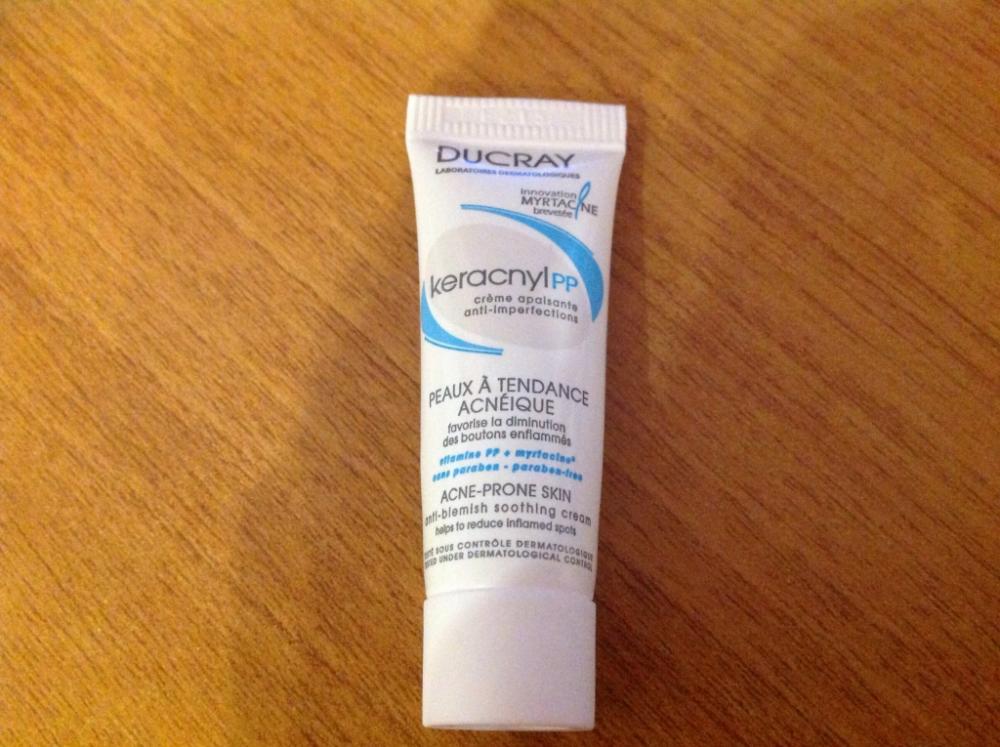 DUCRAY
LABORATOIRES DERMATOLOGIQUES
Innovation
MYRTACINE
brevetée
keracnyl PP
crème apaisante
anti-imperfections
PEAUX À TENDANCE
ACNÉIQUE
favorise la diminution
des boutons enflammés
vitamine PP + myrtacine®
sans paraben - paraben-free
ACNE-PRONE SKIN
anti-blemish soothing cream
helps to reduce inflamed spots
SOUS CONTRÔLE DERMATOLOGIQUE
UNDER DERMATOLOGICAL CONTROL